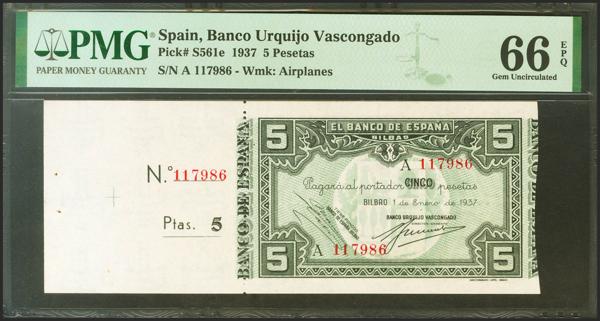 PMG
PAPER MONEY GUARANTY
Spain, Banco Urquijo Vascongado
Pick# S561e 1937 5 Pesetas
S/N A 117986 - Wmk: Airplanes
66 EPQ
Gem Uncirculated
N.º 117986
Ptas. 5
BANCO DE ESPAÑA
EL BANCO DE ESPAÑA
BILBAO
5 5
A 117986
Pagará al portador CINCO pesetas
BILBAO 1 de Enero de 1937
BANCO URQUIJO VASCONGADO
A 117986
5 5
BANCO DE ESPAÑA